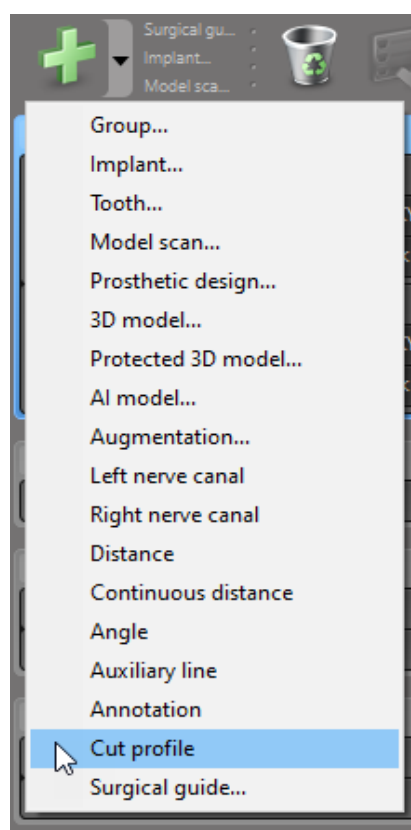 Surgical gu...
Implant...
Model sca...
Group...
Implant...
Tooth...
Model scan...
Prosthetic design...
3D model...
Protected 3D model...
AI model...
Augmentation...
Left nerve canal
Right nerve canal
Distance
Continuous distance
Angle
Auxiliary line
Annotation
Cut profile
Surgical guide...